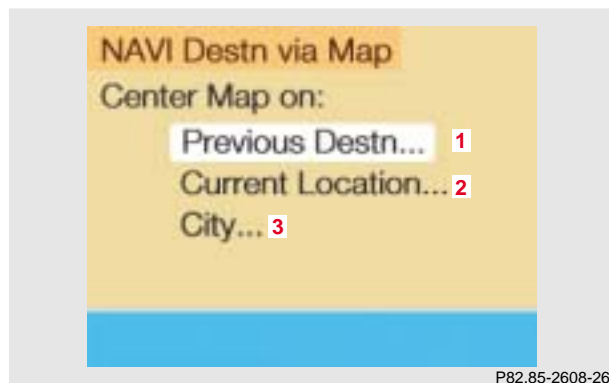 NAVI Destn via Map
Center Map on:
Previous Destn... 1
Current Location... 2
City... 3
P82.85-2608-26